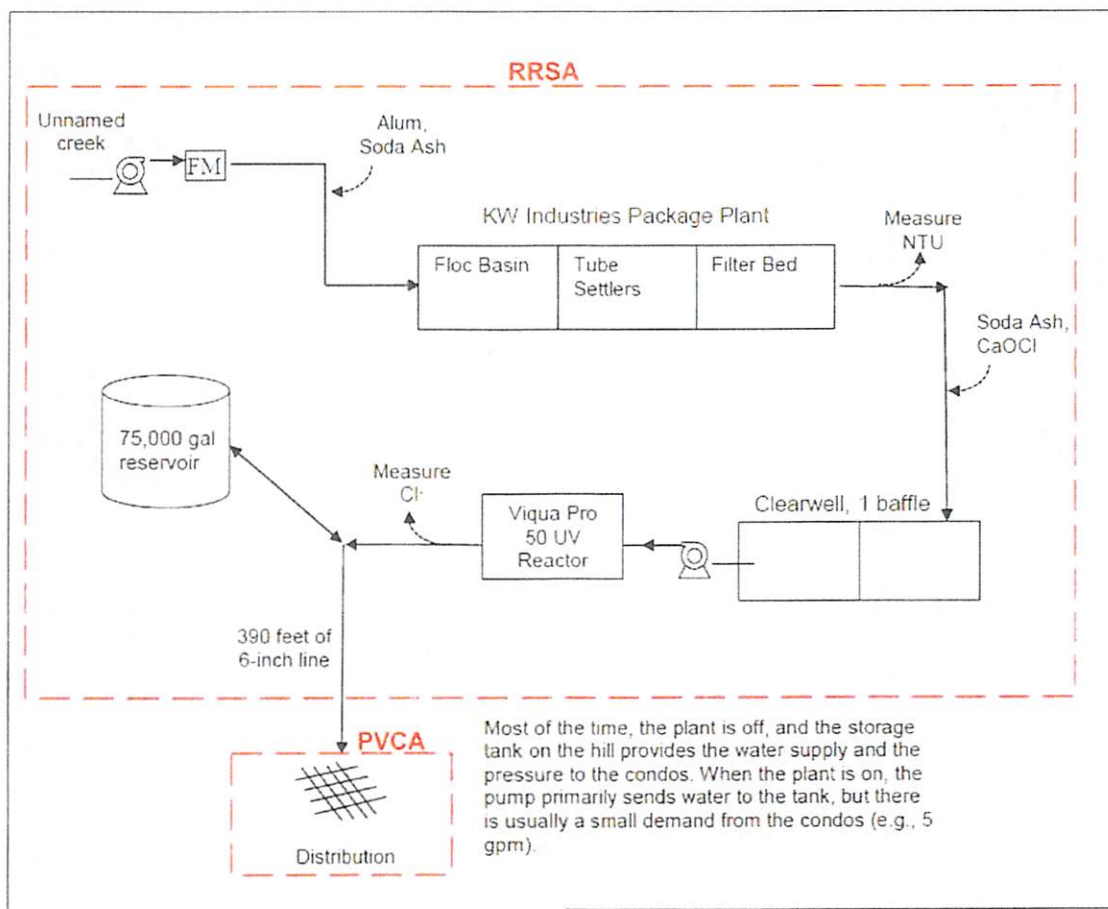 RRSA
Unnamed
creek
FM
Alum,
Soda Ash
KW Industries Package Plant
Floc Basin
Tube
Settlers
Filter Bed
Measure
NTU
Soda Ash,
CaOCl
75,000 gal
reservoir
Measure
Cl-
Viqua Pro
50 UV
Reactor
Clearwell, 1 baffle
390 feet of
6-inch line
PVCA
Distribution
Most of the time, the plant is off, and the storage
tank on the hill provides the water supply and the
pressure to the condos. When the plant is on, the
pump primarily sends water to the tank, but there
is usually a small demand from the condos (e.g., 5
gpm).